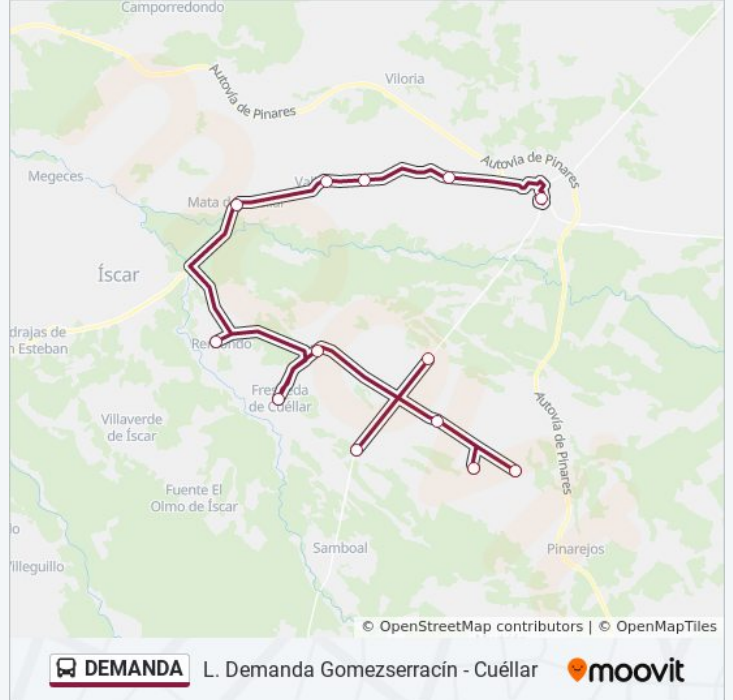 Camporredondo
Viloria
Autovía de Pinares
Autovía de Pinares
Megeces
Mata de
Íscar
drajas de
n Esteban
Remondo
Fresneda
de Cuéllar
Villaverde
de Íscar
Autovía de Pinares
Fuente El
Olmo de Íscar
Samboal
Pinarejos
'illeguillo
© OpenStreetMap contributors | © OpenMapTiles
DEMANDA L. Demanda Gomezserracín - Cuéllar moovit